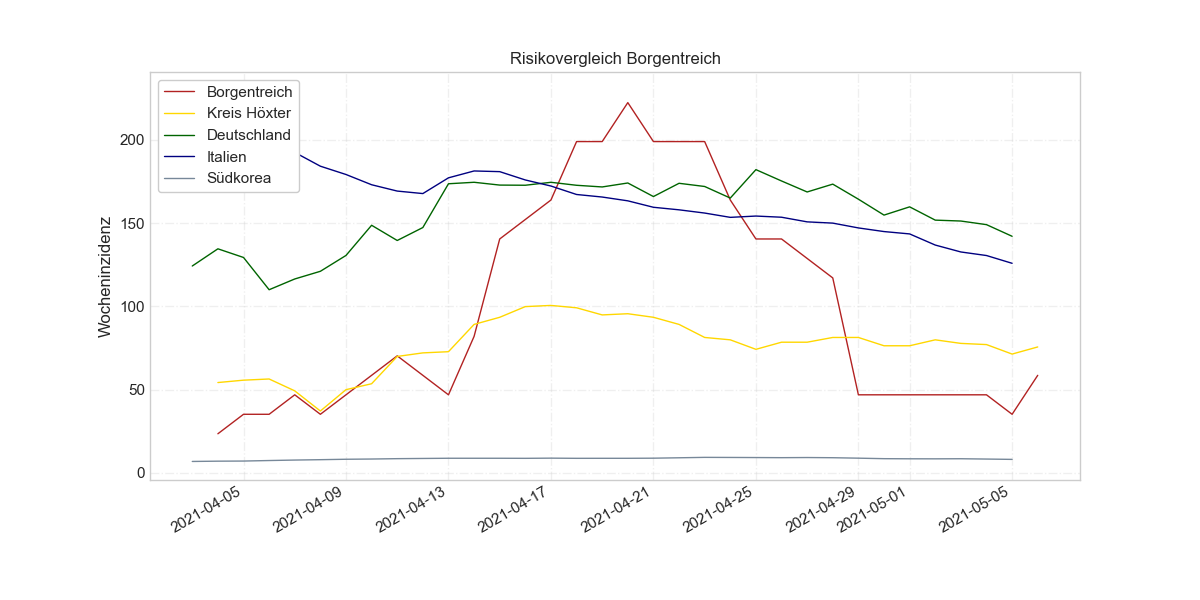 Risikovergleich Borgentreich
Borgentreich
Kreis Höxter
Deutschland
Italien
Südkorea
Wocheninzidenz
200
150
100
50
0
2021-04-05
2021-04-09
2021-04-13
2021-04-17
2021-04-21
2021-04-25
2021-04-29
2021-05-01
2021-05-05